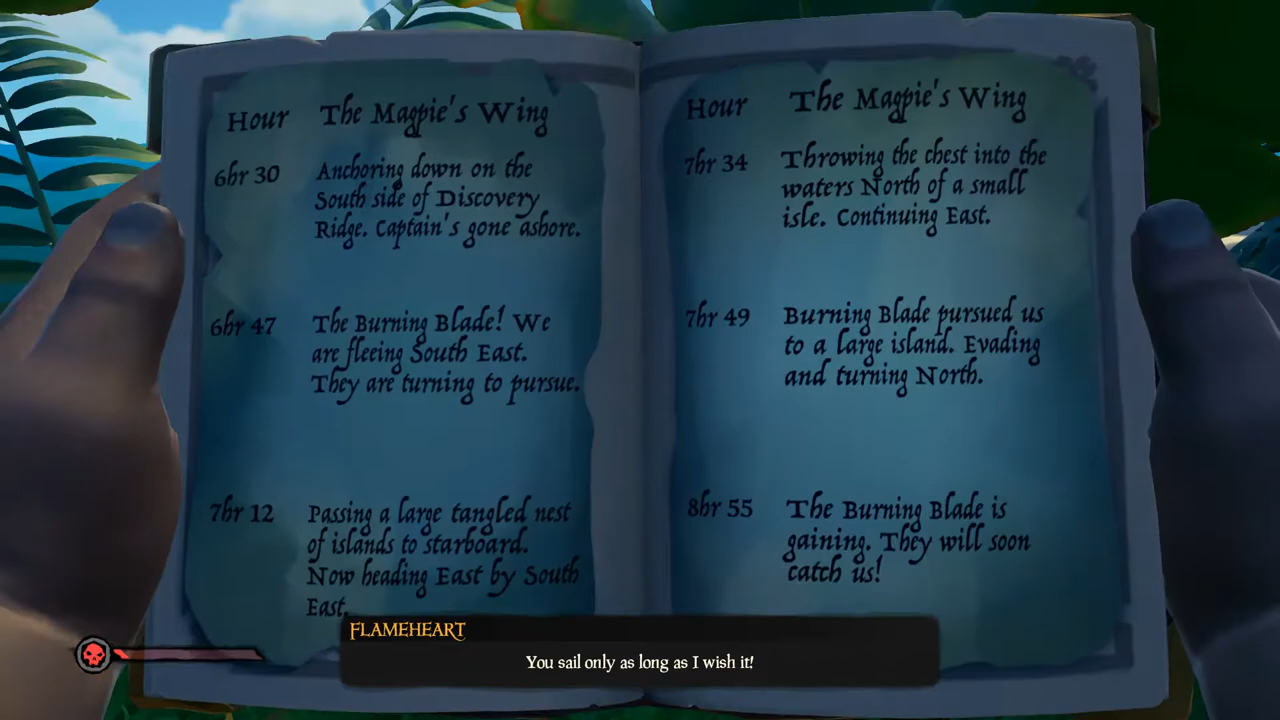 Hour The Magpie's Wing
6hr 30 Anchoring down on the
South side of Discovery
Ridge. Captain's gone ashore.
6hr 47 The Burning Blade! We
are fleeing South East.
They are turning to pursue.
7hr 12 Passing a large tangled nest
of islands to starboard.
Now heading East by South
East.
Hour The Magpie's Wing
7hr 34 Throwing the chest into the
waters North of a small
isle. Continuing East.
7hr 49 Burning Blade pursued us
to a large island. Evading
and turning North.
8hr 55 The Burning Blade is
gaining. They will soon
catch us!
FLAMEHEART
You sail only as long as I wish it!